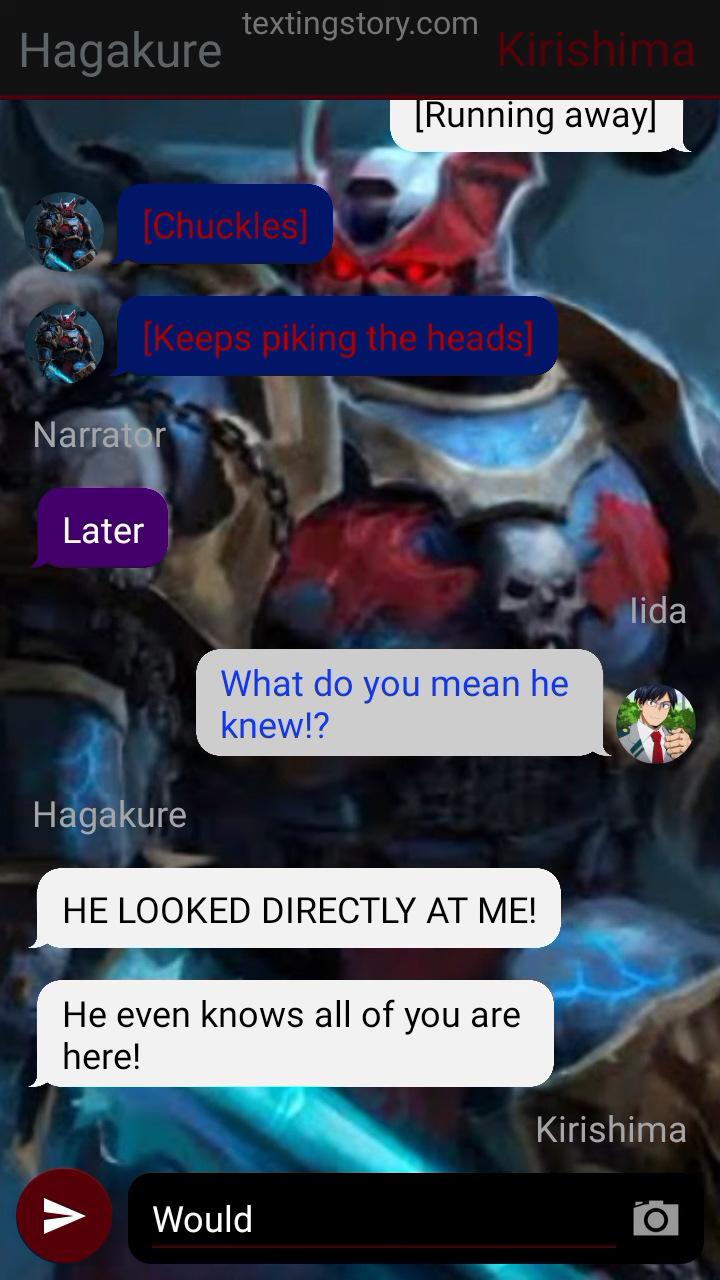 textingstory.com
Hagakure
Kirishima
[Running away]
[Chuckles]
[Keeps piking the heads]
Narrator
Later
Iida
What do you mean he
knew!?
Hagakure
HE LOOKED DIRECTLY AT ME!
He even knows all of you are
here!
Kirishima
Would